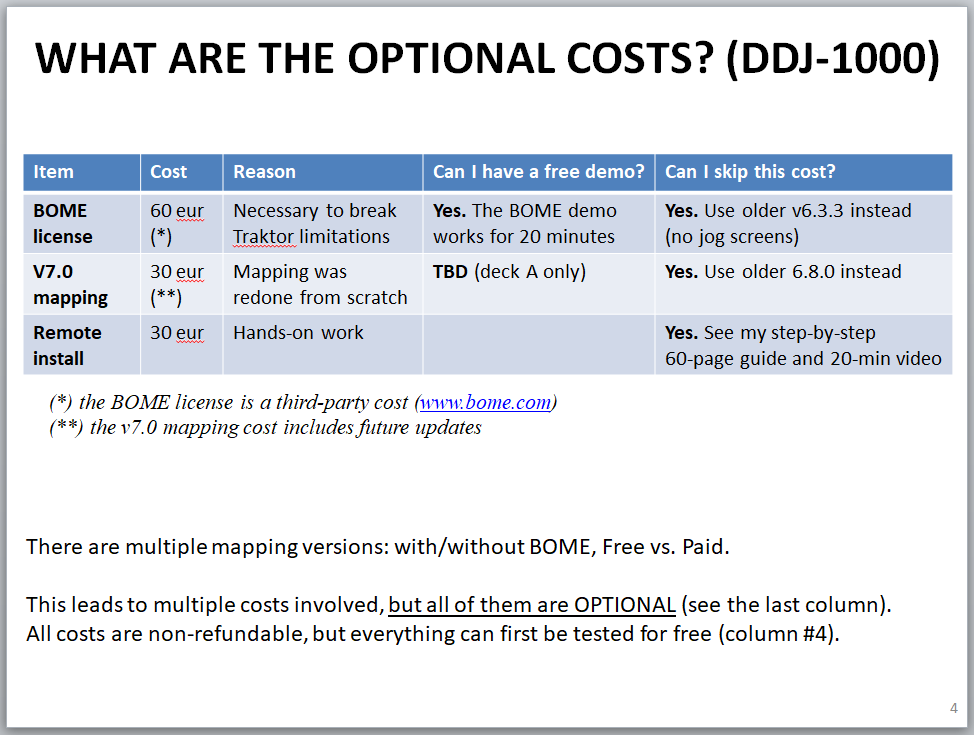 WHAT ARE THE OPTIONAL COSTS? (DDJ-1000)
Item Cost Reason Can I have a free demo? Can I skip this cost?
BOME license 60 eur (*) Necessary to break Traktor limitations Yes. The BOME demo works for 20 minutes Yes. Use older v6.3.3 instead (no jog screens)
V7.0 mapping 30 eur (**) Mapping was redone from scratch TBD (deck A only) Yes. Use older 6.8.0 instead
Remote install 30 eur Hands-on work Yes. See my step-by-step 60-page guide and 20-min video
(*) the BOME license is a third-party cost (www.bome.com)
(**) the v7.0 mapping cost includes future updates
There are multiple mapping versions: with/without BOME, Free vs. Paid.
This leads to multiple costs involved, but all of them are OPTIONAL (see the last column).
All costs are non-refundable, but everything can first be tested for free (column #4).
4